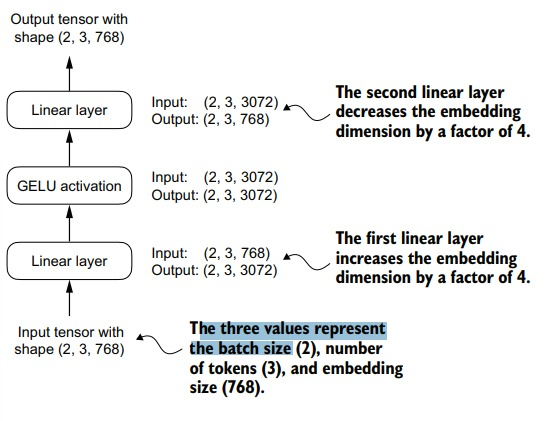 Output tensor with
shape (2, 3, 768)
Linear layer
Input: (2, 3, 3072)
Output: (2, 3, 768)
The second linear layer
decreases the embedding
dimension by a factor of 4.
GELU activation
Input: (2, 3, 3072)
Output: (2, 3, 3072)
Linear layer
Input: (2, 3, 768)
Output: (2, 3, 3072)
The first linear layer
increases the embedding
dimension by a factor of 4.
Input tensor with
shape (2, 3, 768)
The three values represent
the batch size (2), number
of tokens (3), and embedding
size (768).